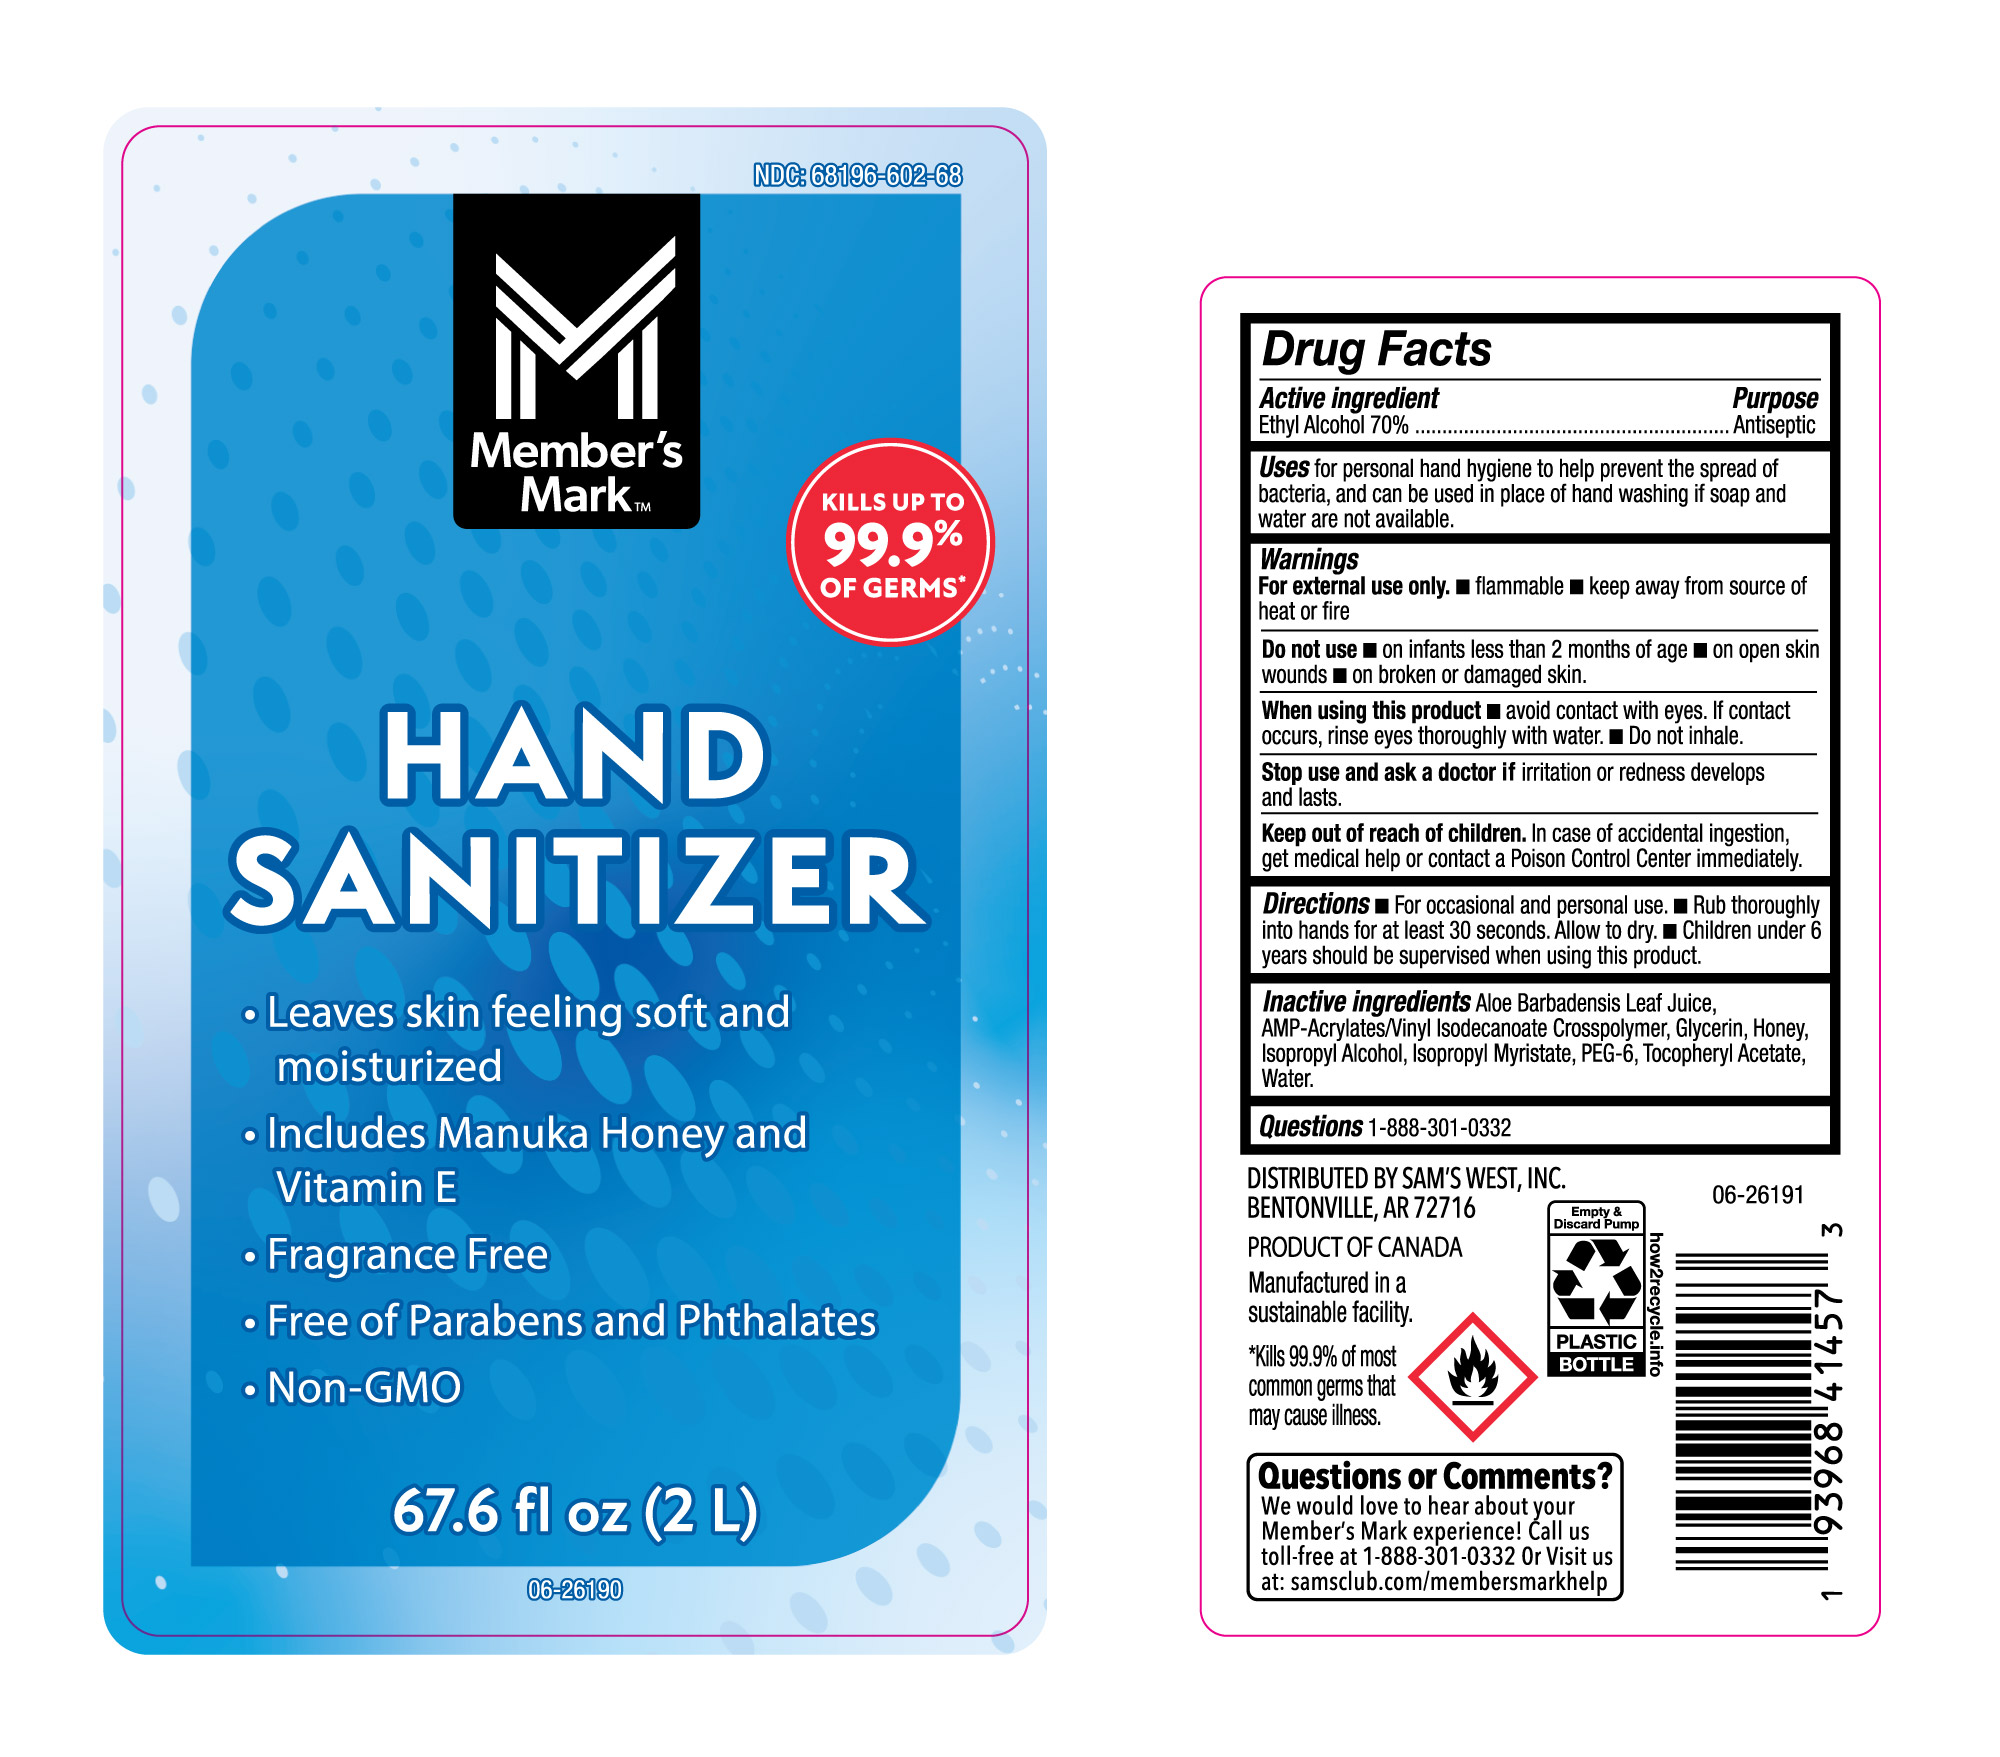 NDC: 68196-602-68
Member's
Mark™
KILLS UP TO
99.9%
OF GERMS*
HAND
SANITIZER
• Leaves skin feeling soft and
moisturized
• Includes Manuka Honey and
Vitamin E
• Fragrance Free
• Free of Parabens and Phthalates
• Non-GMO
67.6 fl oz (2 L)
06-26190
Drug Facts
Active ingredient Purpose
Ethyl Alcohol 70% .......................................................... Antiseptic
Uses for personal hand hygiene to help prevent the spread of
bacteria, and can be used in place of hand washing if soap and
water are not available.
Warnings
For external use only. ■ flammable ■ keep away from source of
heat or fire
Do not use ■ on infants less than 2 months of age ■ on open skin
wounds ■ on broken or damaged skin.
When using this product ■ avoid contact with eyes. If contact
occurs, rinse eyes thoroughly with water. ■ Do not inhale.
Stop use and ask a doctor if irritation or redness develops
and lasts.
Keep out of reach of children. In case of accidental ingestion,
get medical help or contact a Poison Control Center immediately.
Directions ■ For occasional and personal use. ■ Rub thoroughly
into hands for at least 30 seconds. Allow to dry. ■ Children under 6
years should be supervised when using this product.
Inactive ingredients Aloe Barbadensis Leaf Juice,
AMP-Acrylates/Vinyl Isodecanoate Crosspolymer, Glycerin, Honey,
Isopropyl Alcohol, Isopropyl Myristate, PEG-6, Tocopheryl Acetate,
Water.
Questions 1-888-301-0332
DISTRIBUTED BY SAM'S WEST, INC.
BENTONVILLE, AR 72716
PRODUCT OF CANADA
Manufactured in a
sustainable facility.
*Kills 99.9% of most
common germs that
may cause illness.
Empty &
Discard Pump
PLASTIC
BOTTLE
how2recycle.info
06-26191
1 93968 41457 3
Questions or Comments?
We would love to hear about your
Member's Mark experience! Call us
toll-free at 1-888-301-0332 Or Visit us
at: samsclub.com/membersmarkhelp